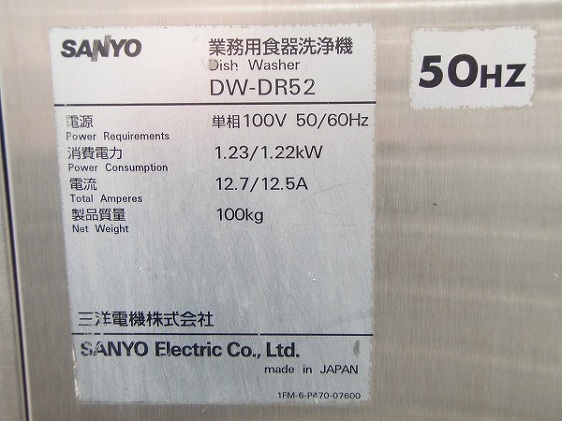 SANYO 業務用食器洗浄機
Dish Washer
DW-DR52
50HZ
電源 単相100V 50/60Hz
Power Requirements
消費電力 1.23/1.22kW
Power Consumption
電流 12.7/12.5A
Total Amperes
製品質量 100kg
Net Weight
三洋電機株式会社
SANYO Electric Co., Ltd.
made in JAPAN
1FM-6-P470-07600